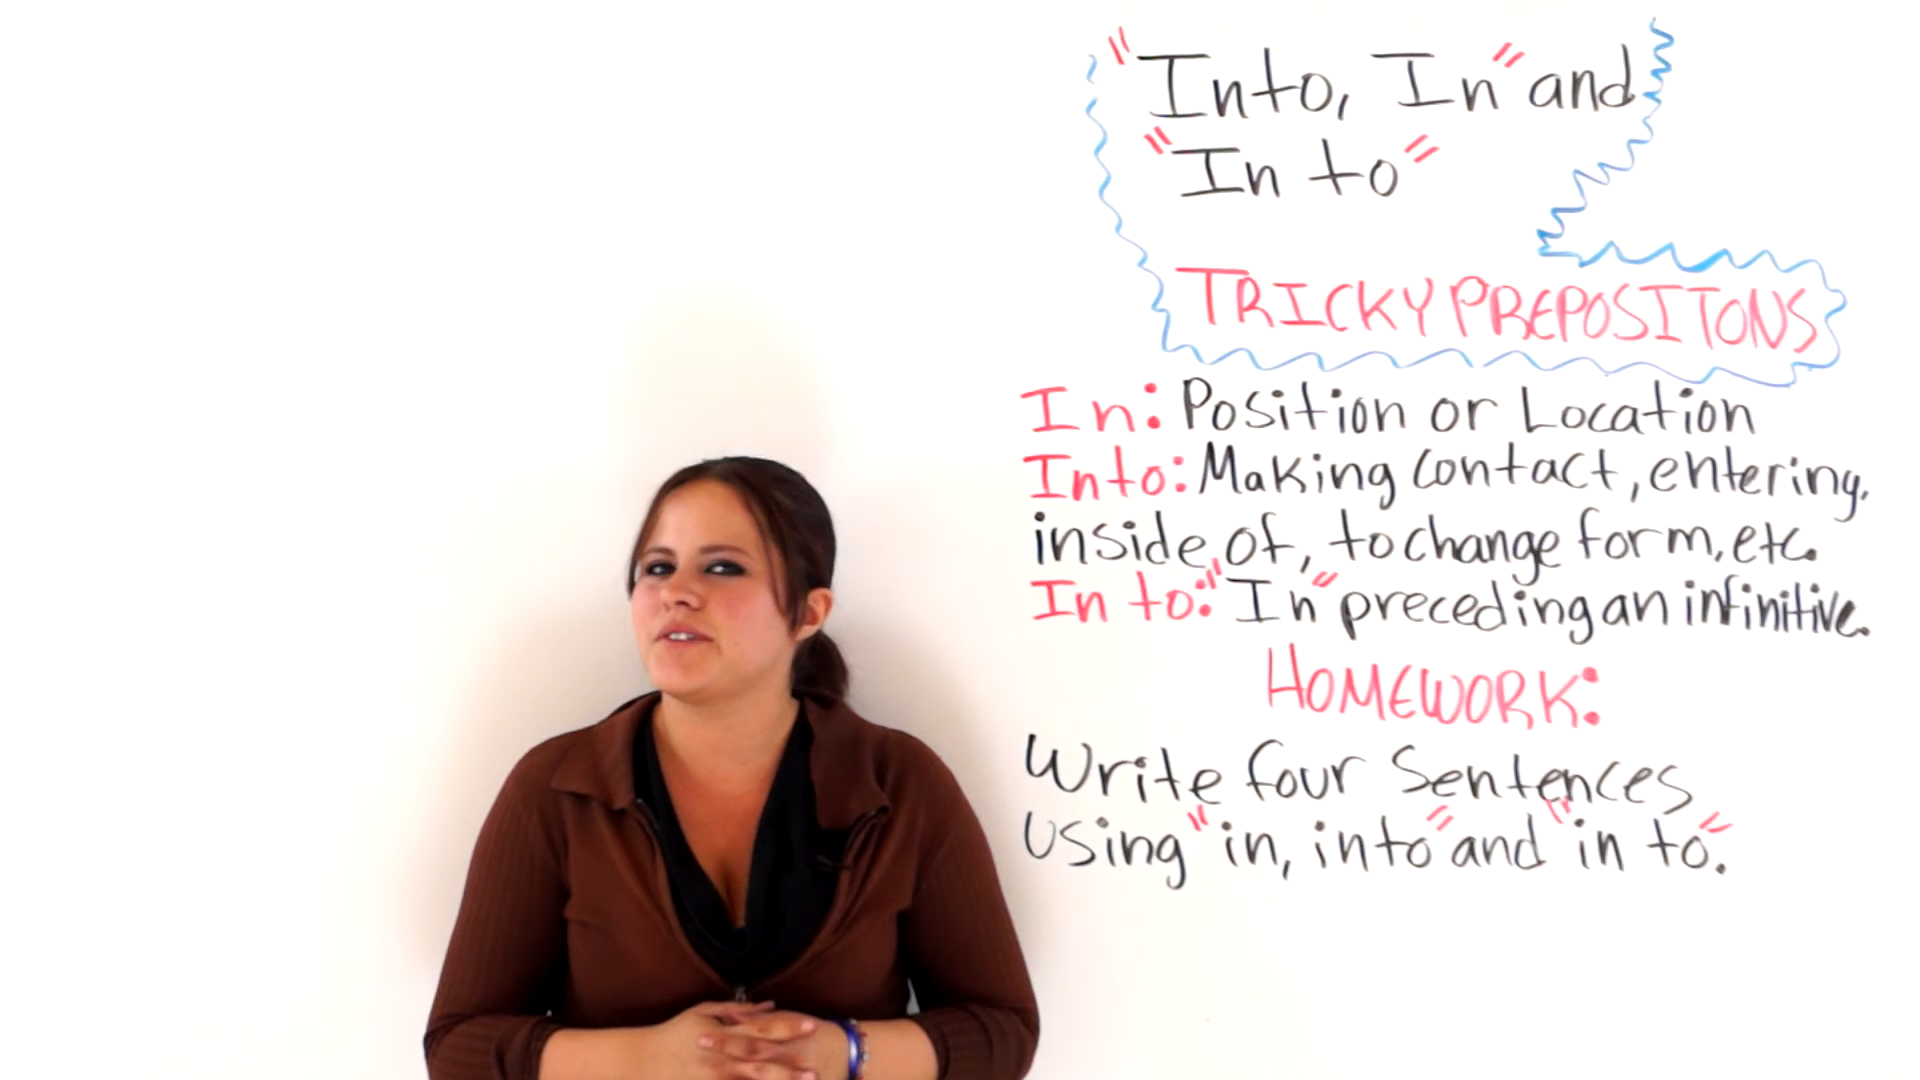 "Into, In" and
"In to"
TRICKY PREPOSITONS
In: Position or Location
Into: Making contact, entering,
inside of, to change form, etc.
In to: "In" preceding an infinitive.
HOMEWORK:
Write four sentences
Using "in, into" and "in to".